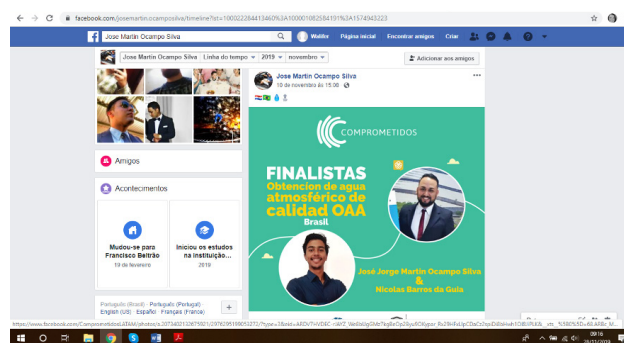 facebook.com/josemartin.ocamposilva/timeline?lst=100022284413460%3A100001082584191%3A1574943223
Jose Martin Ocampo Silva
Walifer
Página inicial
Encontrar amigos
Criar
Jose Martin Ocampo Silva
Linha do tempo
2019
novembro
Adicionar aos amigos
Jose Martin Ocampo Silva
10 de novembro às 15:08
COMPROMETIDOS
FINALISTAS
Obtencion de agua
atmosférico de
calidad OAA
Brasil
José Jorge Martin Ocampo Silva
&
Nicolas Barros da Guia
Amigos
Acontecimentos
Mudou-se para
Francisco Beltrão
19 de fevereiro
Iniciou os estudos
na instituição...
2019
Português (Brasil) · Português (Portugal) ·
English (US) · Español · Français (France)
09:16
28/11/2019